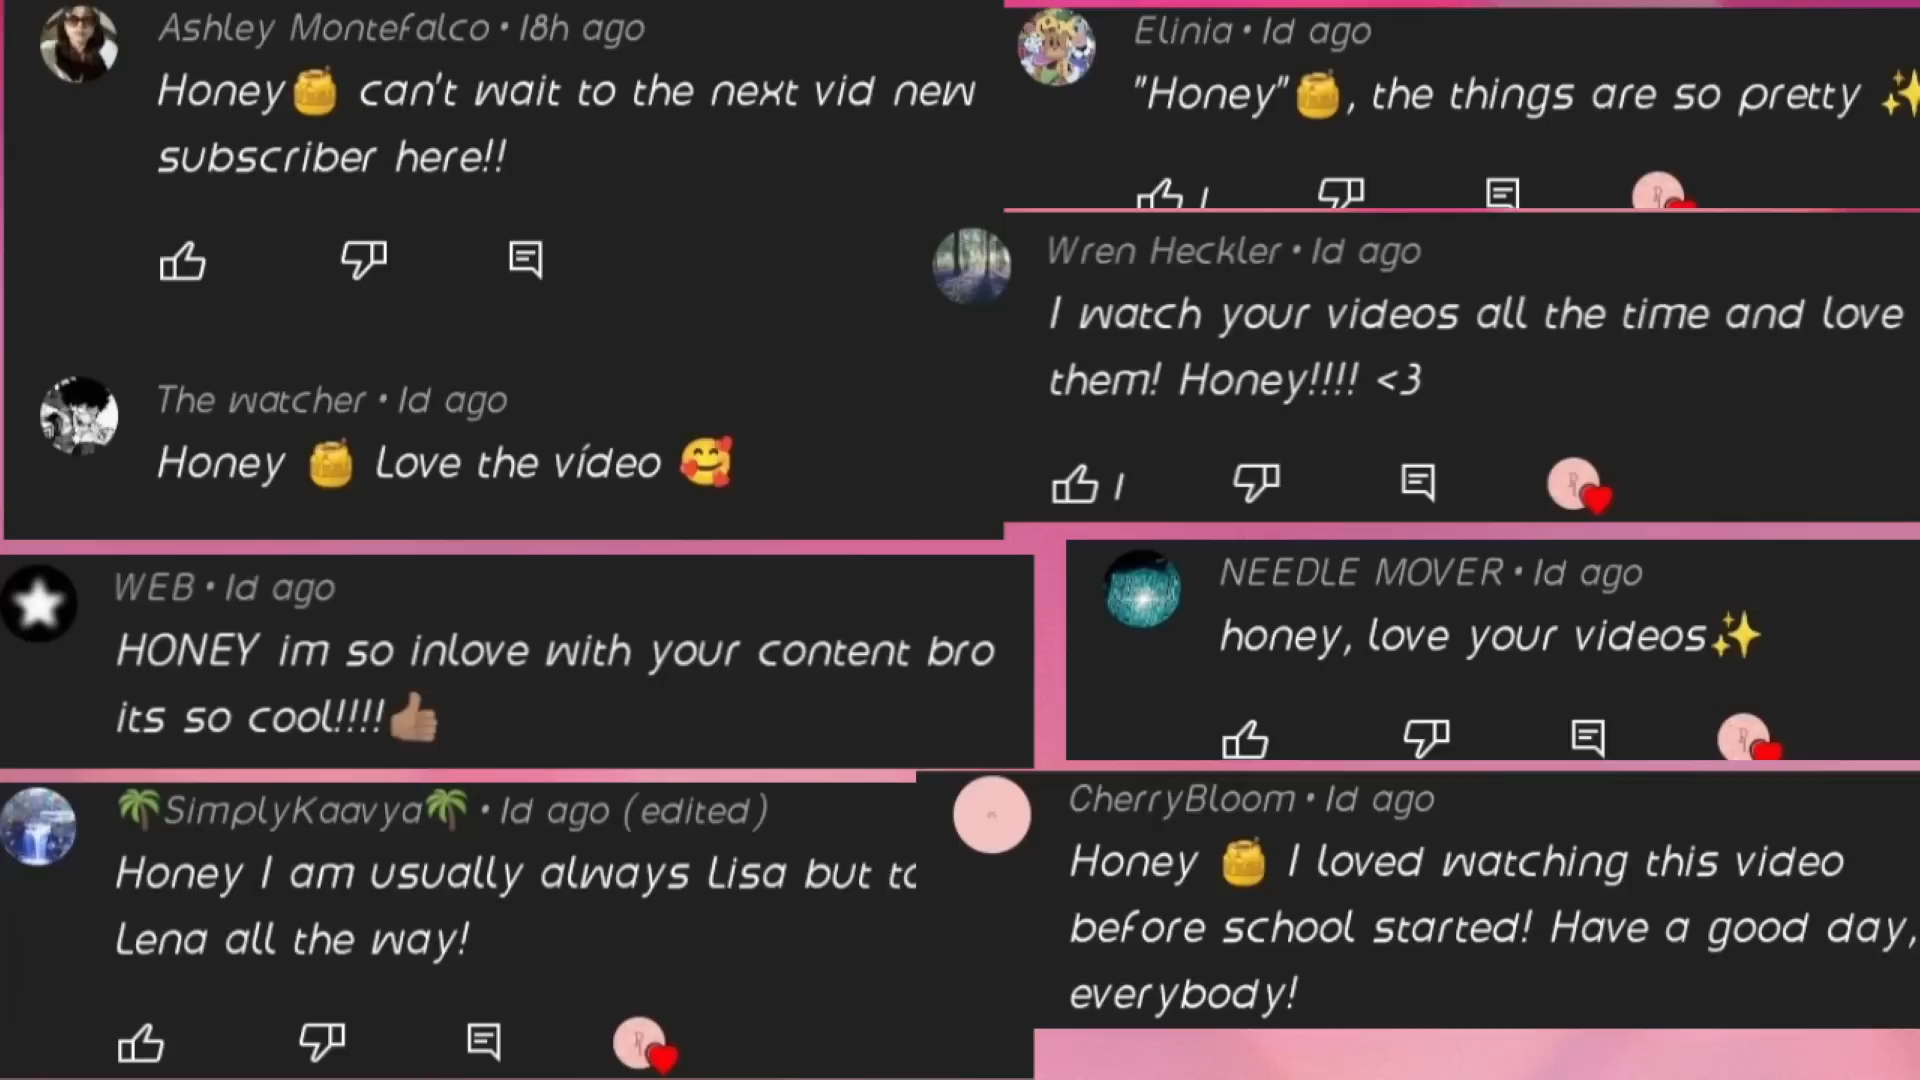 Ashley Montefalco • 18h ago
Honey🍯 can't wait to the next vid new
subscriber here!!
The watcher • 1d ago
Honey 🍯 Love the vídeo 🥰
Elinia • 1d ago
"Honey"🍯, the things are so pretty ✨
1
Wren Heckler • 1d ago
I watch your videos all the time and love
them! Honey!!!! <3
1
WEB • 1d ago
HONEY im so inlove with your content bro
its so cool!!!!👍🏽
NEEDLE MOVER • 1d ago
honey, love your videos✨
🌴SimplyKaavya🌴 • 1d ago (edited)
Honey I am usually always Lisa but
Lena all the way!
CherryBloom • 1d ago
Honey 🍯 I loved watching this video
before school started! Have a good day,
everybody!